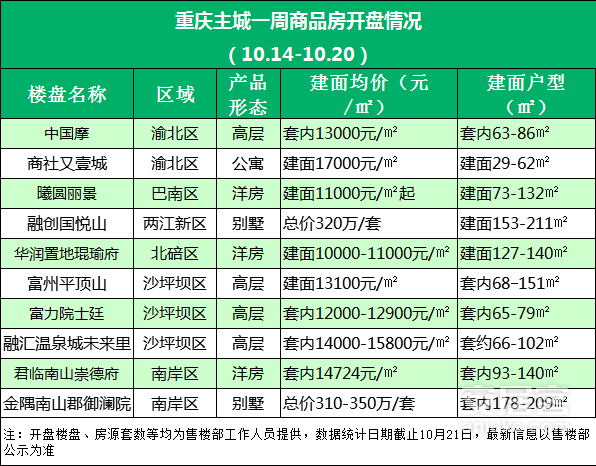 重庆主城一周商品房开盘情况
（10.14-10.20）
楼盘名称 区域 产品形态 建面均价（元/㎡） 建面户型（㎡）
中国摩 渝北区 高层 套内13000元/㎡ 套内63-86㎡
商社又壹城 渝北区 公寓 建面17000元/㎡ 建面29-62㎡
曦圆丽景 巴南区 洋房 建面11000元/㎡起 建面73-132㎡
融创国悦山 两江新区 别墅 总价320万/套 建面153-211㎡
华润置地琨瑜府 北碚区 洋房 建面10000-11000元/㎡ 建面127-140㎡
富州平顶山 沙坪坝区 高层 建面13100元/㎡ 套内68-151㎡
富力院士廷 沙坪坝区 高层 套内12000-12900元/㎡ 套内65-79㎡
融汇温泉城未来里 沙坪坝区 高层 套内14000-15800元/㎡ 套约66-102㎡
君临南山崇德府 南岸区 洋房 套内14724元/㎡ 套内93-140㎡
金隅南山郡御澜院 南岸区 别墅 总价310-350万/套 套内178-209㎡
注：开盘楼盘、房源套数等均为售楼部工作人员提供，数据统计日期截止10月21日，最新信息以售楼部
公示为准